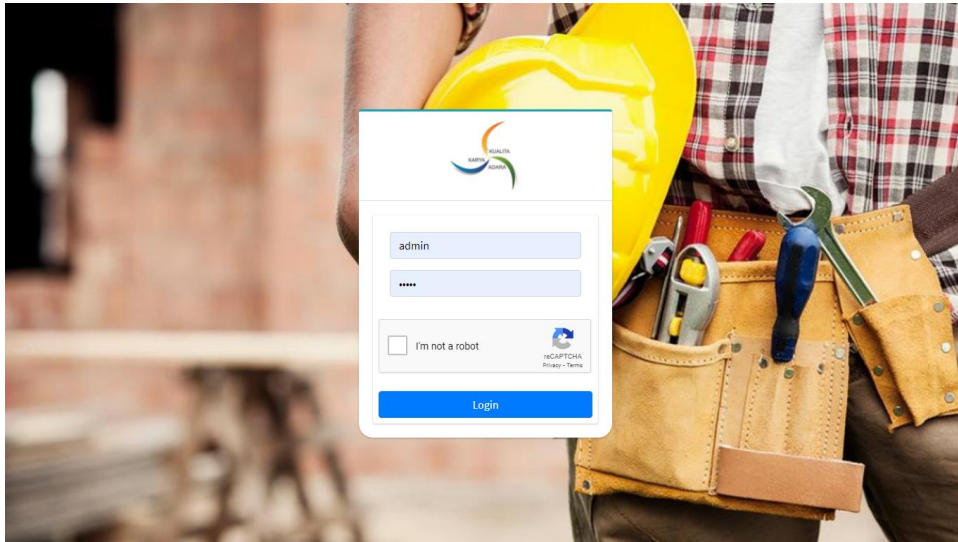 KUALITA
KARYA
ADARA
admin
•••••
I'm not a robot
reCAPTCHA
Privacy - Terms
Login